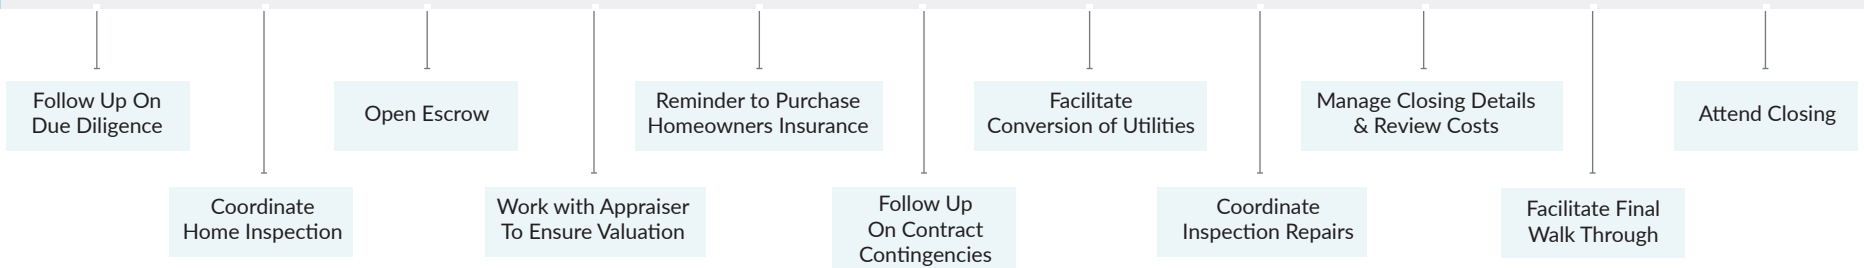 Follow Up On
Due Diligence
Coordinate
Home Inspection
Open Escrow
Work with Appraiser
To Ensure Valuation
Reminder to Purchase
Homeowners Insurance
Follow Up
On Contract
Contingencies
Facilitate
Conversion of Utilities
Coordinate
Inspection Repairs
Manage Closing Details
& Review Costs
Facilitate Final
Walk Through
Attend Closing